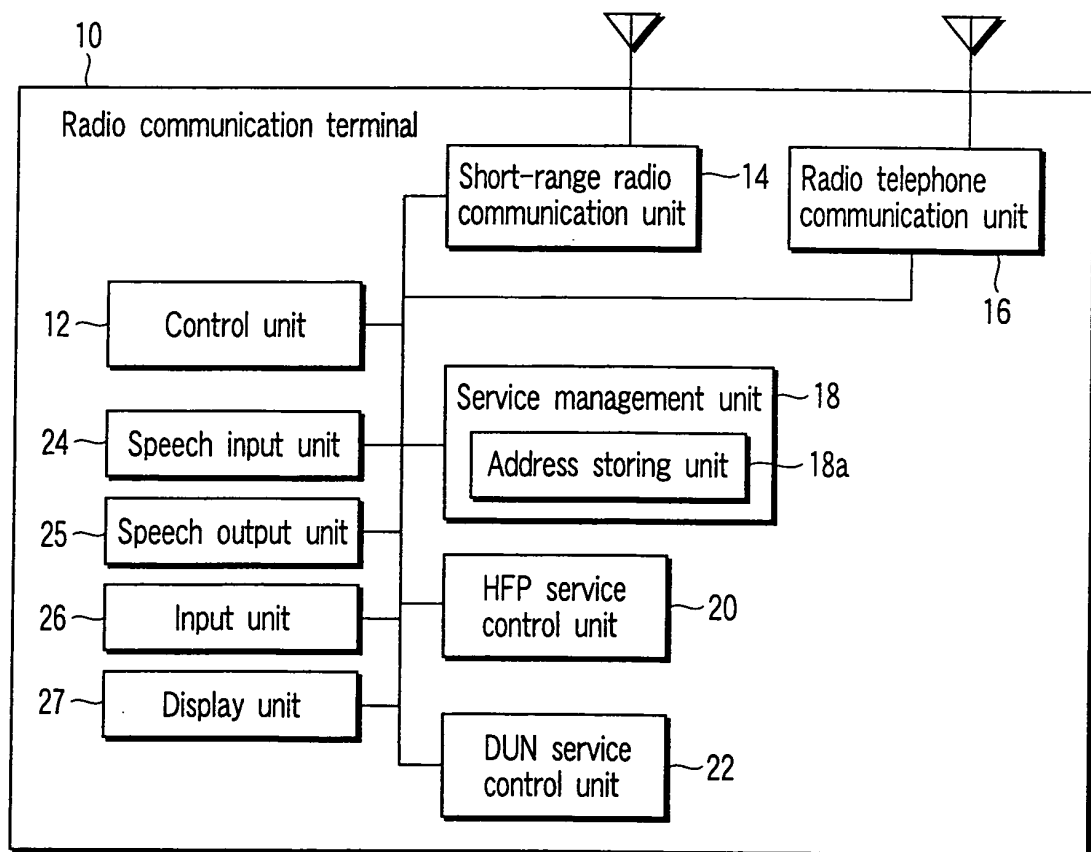 10
Radio communication terminal
Short-range radio
communication unit
14
Radio telephone
communication unit
16
12
Control unit
Service management unit
18
Address storing unit
18a
24
Speech input unit
25
Speech output unit
HFP service
control unit
20
26
Input unit
27
Display unit
DUN service
control unit
22